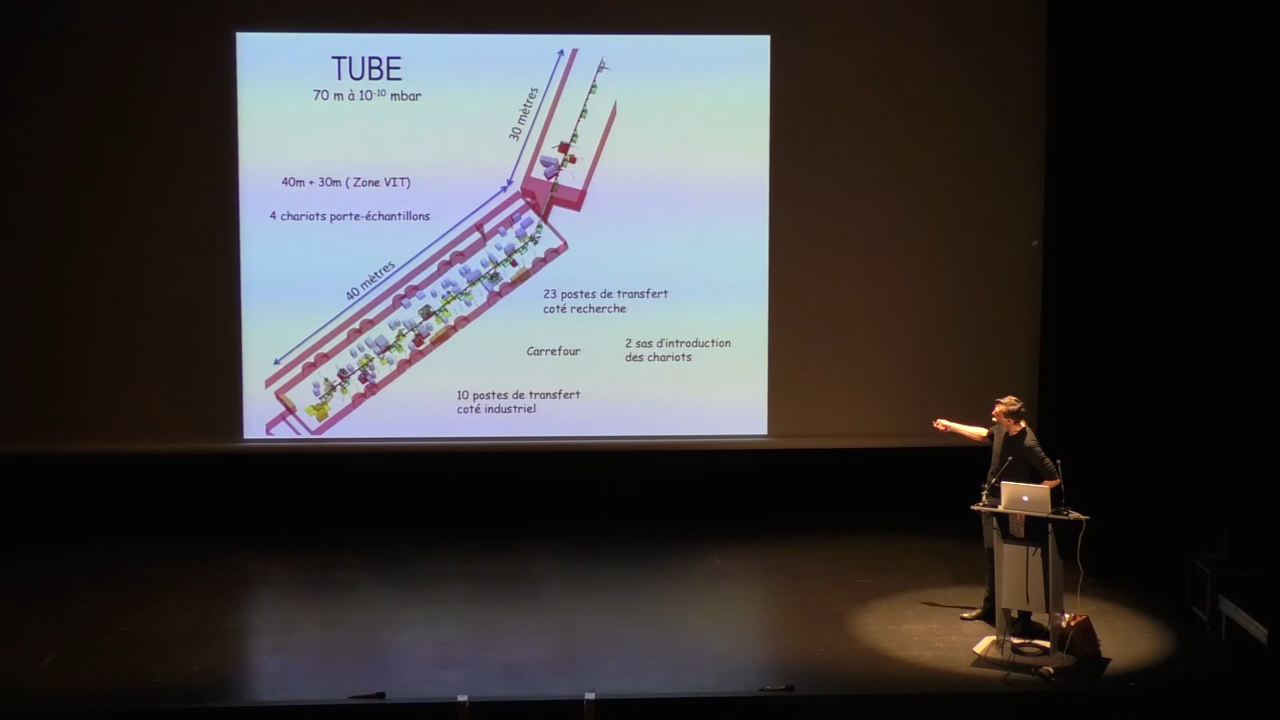 TUBE
70 m à 10⁻¹⁰ mbar
30 mètres
40m + 30m ( Zone VIT)
4 chariots porte-échantillons
40 mètres
23 postes de transfert
coté recherche
Carrefour
2 sas d'introduction
des chariots
10 postes de transfert
coté industriel